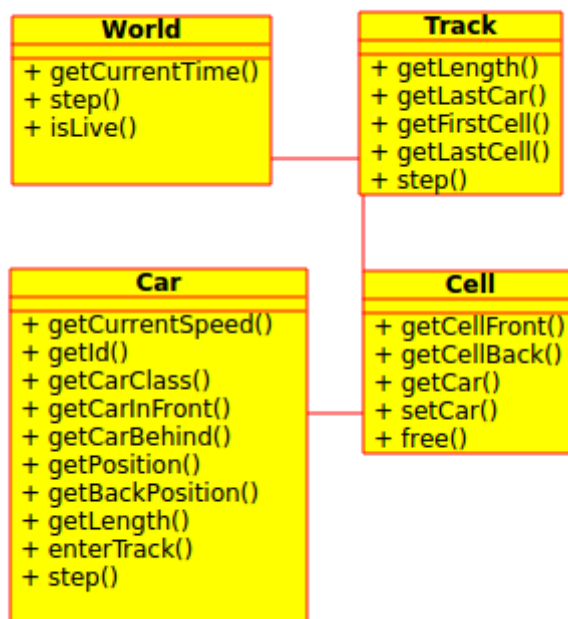 World
+ getCurrentTime()
+ step()
+ isLive()
Track
+ getLength()
+ getLastCar()
+ getFirstCell()
+ getLastCell()
+ step()
Car
+ getCurrentSpeed()
+ getId()
+ getCarClass()
+ getCarInFront()
+ getCarBehind()
+ getPosition()
+ getBackPosition()
+ getLength()
+ enterTrack()
+ step()
Cell
+ getCellFront()
+ getCellBack()
+ getCar()
+ setCar()
+ free()